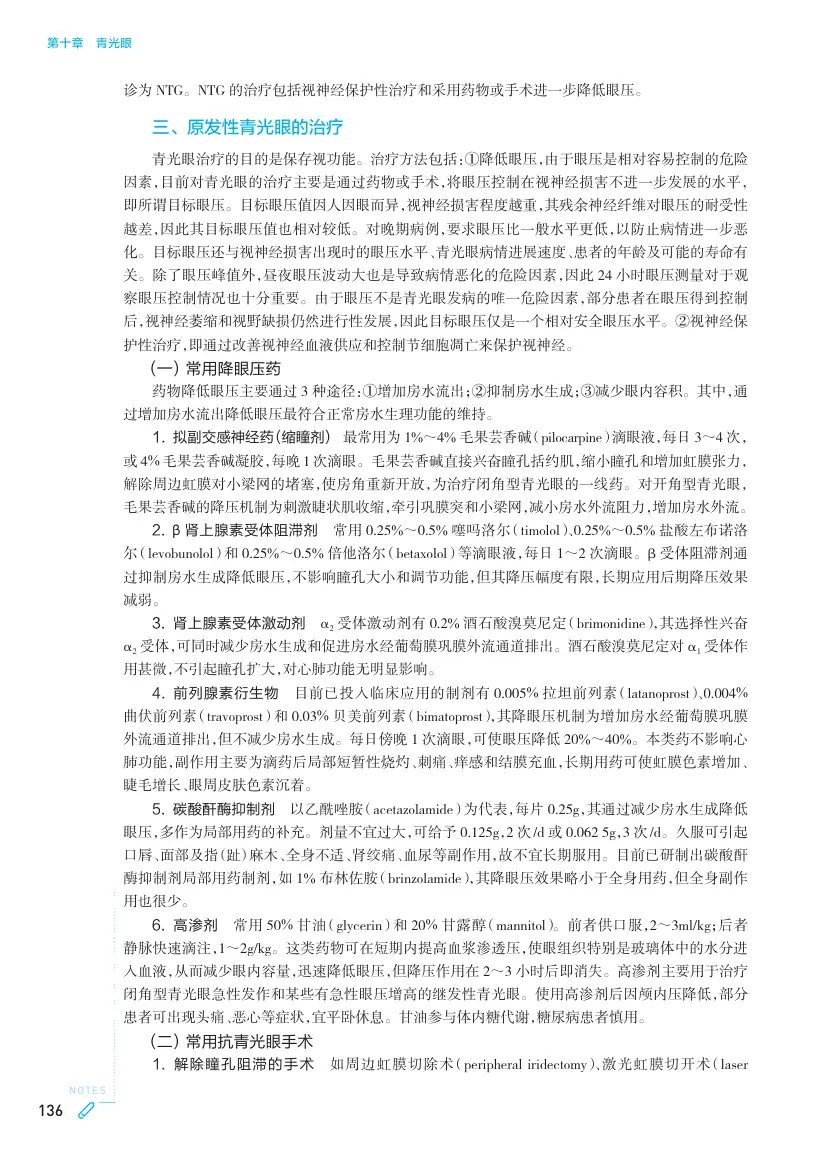 第十章　青光眼
诊为 NTG。NTG 的治疗包括视神经保护性治疗和采用药物或手术进一步降低眼压。
三、原发性青光眼的治疗
青光眼治疗的目的是保存视功能。治疗方法包括：①降低眼压，由于眼压是相对容易控制的危险
因素，目前对青光眼的治疗主要是通过药物或手术，将眼压控制在视神经损害不进一步发展的水平，
即所谓目标眼压。目标眼压值因人因眼而异，视神经损害程度越重，其残余神经纤维对眼压的耐受性
越差，因此其目标眼压值也相对较低。对晚期病例，要求眼压比一般水平更低，以防止病情进一步恶
化。目标眼压还与视神经损害出现时的眼压水平、青光眼病情进展速度、患者的年龄及可能的寿命有
关。除了眼压峰值外，昼夜眼压波动大也是导致病情恶化的危险因素，因此 24 小时眼压测量对于观
察眼压控制情况也十分重要。由于眼压不是青光眼发病的唯一危险因素，部分患者在眼压得到控制
后，视神经萎缩和视野缺损仍然进行性发展，因此目标眼压仅是一个相对安全眼压水平。②视神经保
护性治疗，即通过改善视神经血液供应和控制节细胞凋亡来保护视神经。
（一）常用降眼压药
药物降低眼压主要通过 3 种途径：①增加房水流出；②抑制房水生成；③减少眼内容积。其中，通
过增加房水流出降低眼压最符合正常房水生理功能的维持。
1. 拟副交感神经药（缩瞳剂）　最常用为 1%～4% 毛果芸香碱（pilocarpine）滴眼液，每日 3～4 次，
或 4% 毛果芸香碱凝胶，每晚 1 次滴眼。毛果芸香碱直接兴奋瞳孔括约肌，缩小瞳孔和增加虹膜张力，
解除周边虹膜对小梁网的堵塞，使房角重新开放，为治疗闭角型青光眼的一线药。对开角型青光眼，
毛果芸香碱的降压机制为刺激睫状肌收缩，牵引巩膜突和小梁网，减小房水外流阻力，增加房水外流。
2. β 肾上腺素受体阻滞剂　常用 0.25%～0.5% 噻吗洛尔（timolol）、0.25%～0.5% 盐酸左布诺洛
尔（levobunolol）和 0.25%～0.5% 倍他洛尔（betaxolol）等滴眼液，每日 1～2 次滴眼。β 受体阻滞剂通
过抑制房水生成降低眼压，不影响瞳孔大小和调节功能，但其降压幅度有限，长期应用后期降压效果
减弱。
3. 肾上腺素受体激动剂　α₂ 受体激动剂有 0.2% 酒石酸溴莫尼定（brimonidine），其选择性兴奋
α₂ 受体，可同时减少房水生成和促进房水经葡萄膜巩膜外流通道排出。酒石酸溴莫尼定对 α₁ 受体作
用甚微，不引起瞳孔扩大，对心肺功能无明显影响。
4. 前列腺素衍生物　目前已投入临床应用的制剂有 0.005% 拉坦前列素（latanoprost）、0.004%
曲伏前列素（travoprost）和 0.03% 贝美前列素（bimatoprost），其降眼压机制为增加房水经葡萄膜巩膜
外流通道排出，但不减少房水生成。每日傍晚 1 次滴眼，可使眼压降低 20%～40%。本类药不影响心
肺功能，副作用主要为滴药后局部短暂性烧灼、刺痛、痒感和结膜充血，长期用药可使虹膜色素增加、
睫毛增长、眼周皮肤色素沉着。
5. 碳酸酐酶抑制剂　以乙酰唑胺（acetazolamide）为代表，每片 0.25g，其通过减少房水生成降低
眼压，多作为局部用药的补充。剂量不宜过大，可给予 0.125g，2 次/d 或 0.062 5g，3 次/d。久服可引起
口唇、面部及指（趾）麻木、全身不适、肾绞痛、血尿等副作用，故不宜长期服用。目前已研制出碳酸酐
酶抑制剂局部用药制剂，如 1% 布林佐胺（brinzolamide），其降眼压效果略小于全身用药，但全身副作
用也很少。
6. 高渗剂　常用 50% 甘油（glycerin）和 20% 甘露醇（mannitol）。前者供口服，2～3ml/kg；后者
静脉快速滴注，1～2g/kg。这类药物可在短期内提高血浆渗透压，使眼组织特别是玻璃体中的水分进
入血液，从而减少眼内容量，迅速降低眼压，但降压作用在 2～3 小时后即消失。高渗剂主要用于治疗
闭角型青光眼急性发作和某些有急性眼压增高的继发性青光眼。使用高渗剂后因颅内压降低，部分
患者可出现头痛、恶心等症状，宜平卧休息。甘油参与体内糖代谢，糖尿病患者慎用。
（二）常用抗青光眼手术
1. 解除瞳孔阻滞的手术　如周边虹膜切除术（peripheral iridectomy）、激光虹膜切开术（laser
NOTES
136